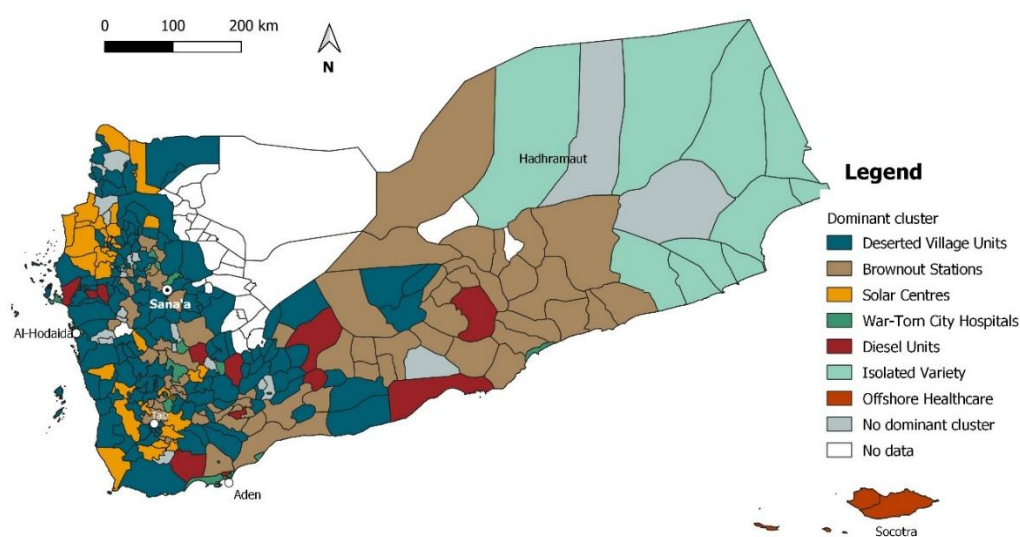 0 100 200 km
N
Hadhramaut
Sana'a
Al-Hodaida
Taiz
Aden
Legend
Dominant cluster
Deserted Village Units
Brownout Stations
Solar Centres
War-Torn City Hospitals
Diesel Units
Isolated Variety
Offshore Healthcare
No dominant cluster
No data
Socotra